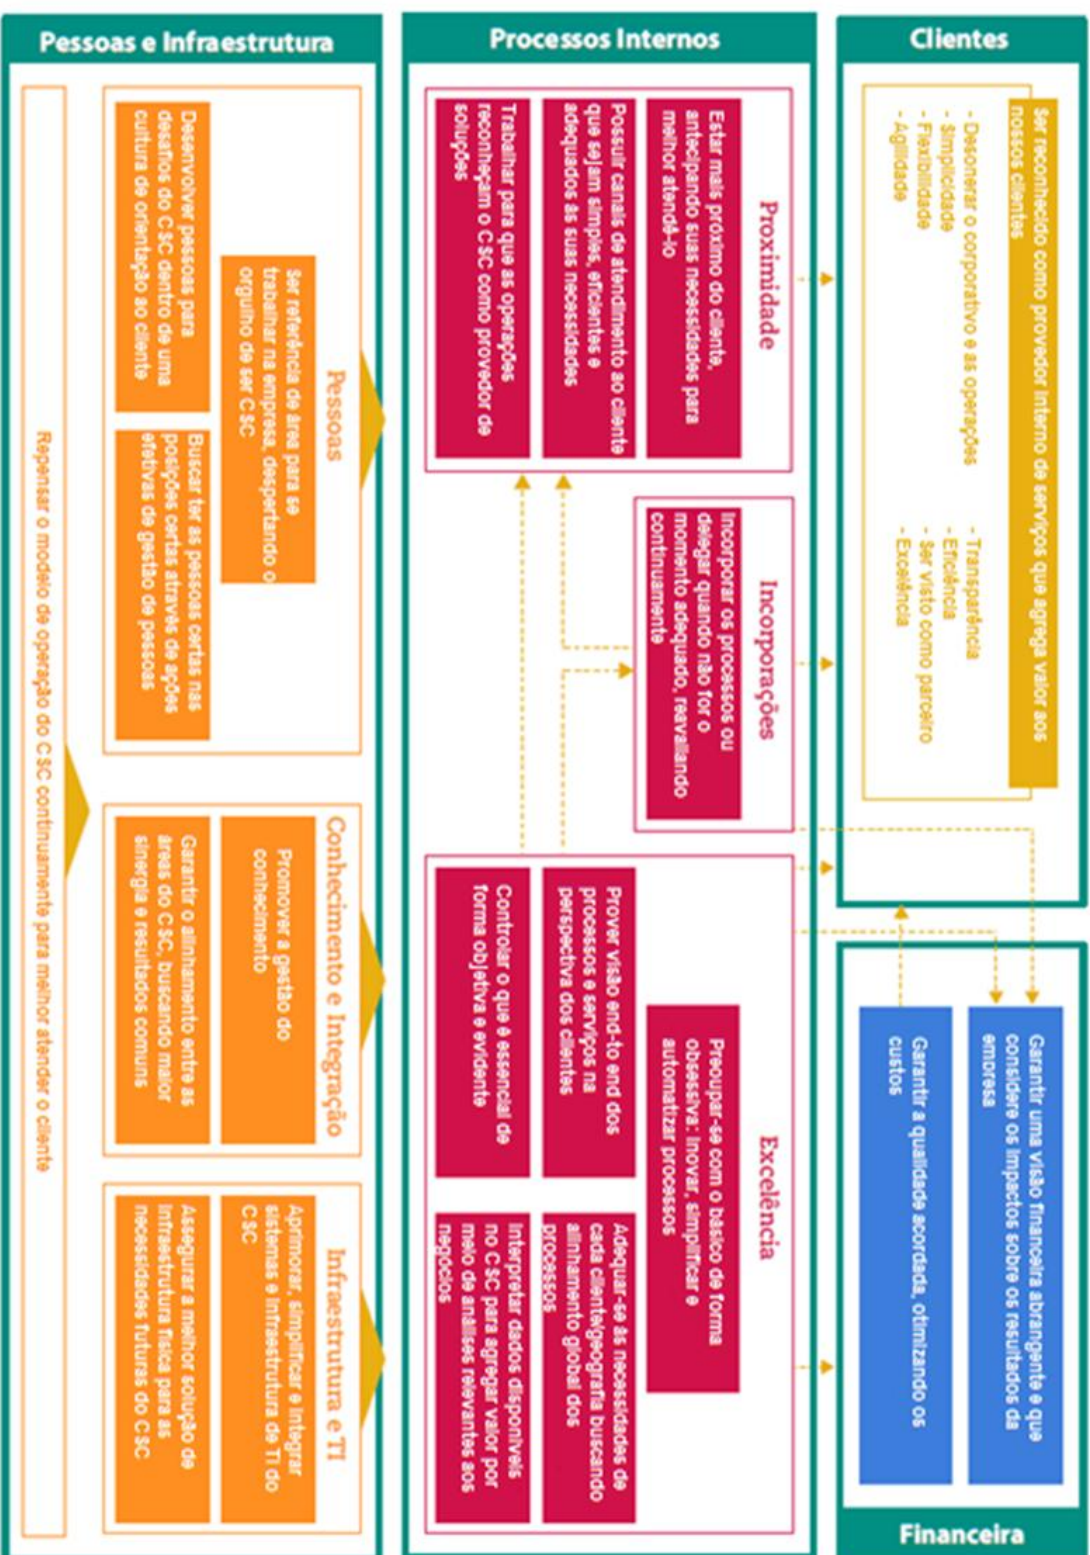 Clientes
Ser reconhecido como provedor interno de serviços que agrega valor aos
nossos clientes
- Desonerar o corporativo e as operações
- Simplicidade
- Flexibilidade
- Agilidade
- Transparência
- Eficiência
- Ser visto como parceiro
- Excelência
Financeira
Garantir uma visão financeira abrangente e que
considere os impactos sobre os resultados da
empresa
Garantir a qualidade acordada, otimizando os
custos
Processos Internos
Proximidade
Estar mais próximo do cliente,
antecipando suas necessidades para
melhor atendê-lo
Possuir canais de atendimento ao cliente
que sejam simples, eficientes e
adequados às suas necessidades
Trabalhar para que as operações
reconheçam o CSC como provedor de
soluções
Incorporações
Incorporar os processos ou
delegar quando não for o
momento adequado, reavaliando
continuamente
Excelência
Preocupar-se com o básico de forma
obsessiva: inovar, simplificar e
automatizar processos
Prover visão end-to end dos
processos e serviços na
perspectiva dos clientes
Adequar-se às necessidades de
cada cliente/geografia buscando
alinhamento global dos
processos
Controlar o que é essencial de
forma objetiva e evidente
Interpretar dados disponíveis
no CSC para agregar valor por
meio de análises relevantes aos
negócios
Pessoas e Infraestrutura
Pessoas
Ser referência de área para se
trabalhar na empresa, despertando o
orgulho de ser CSC
Desenvolver pessoas para
desafios do CSC dentro de uma
cultura de orientação ao cliente
Buscar ter as pessoas certas nas
posições certas através de ações
efetivas de gestão de pessoas
Conhecimento e Integração
Promover a gestão do
conhecimento
Garantir o alinhamento entre as
áreas do CSC, buscando maior
sinergia e resultados comuns
Infraestrutura e TI
Aprimorar, simplificar e integrar
sistemas e infraestrutura de TI do
CSC
Assegurar a melhor solução de
infraestrutura física para as
necessidades futuras do CSC
Repensar o modelo de operação do CSC continuamente para melhor atender o cliente